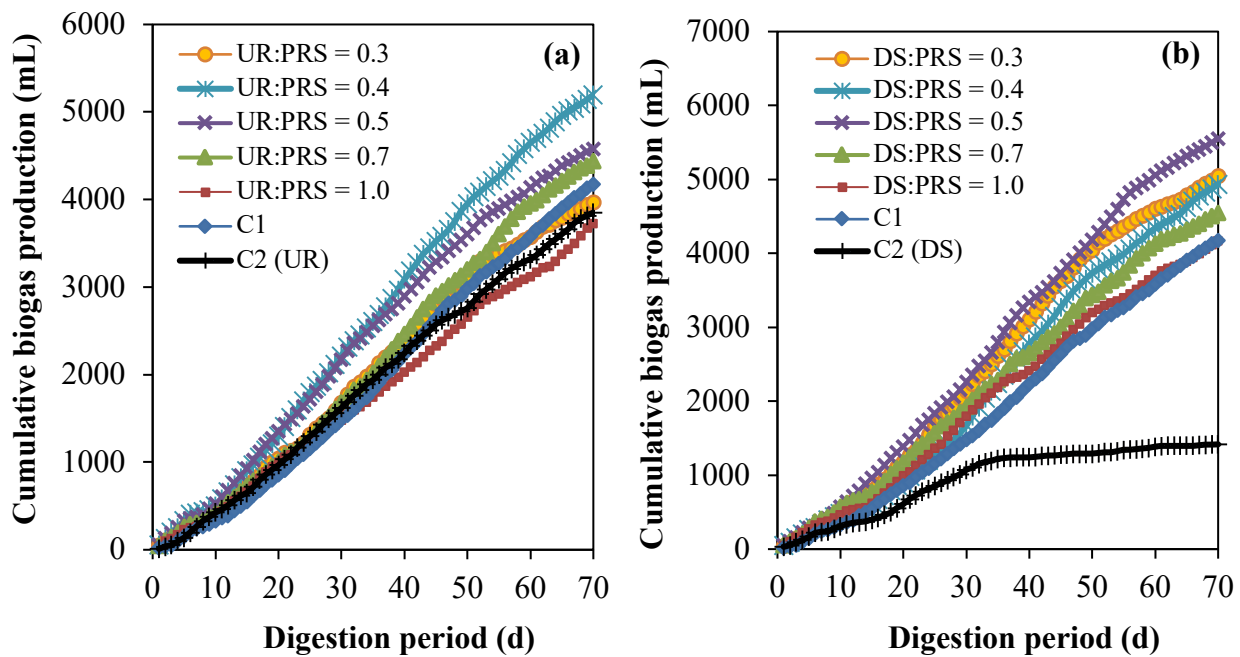 Cumulative biogas production (mL)
6000
5000
4000
3000
2000
1000
0
UR:PRS = 0.3
UR:PRS = 0.4
UR:PRS = 0.5
UR:PRS = 0.7
UR:PRS = 1.0
C1
C2 (UR)
(a)
0 10 20 30 40 50 60 70
Digestion period (d)
Cumulative biogas production (mL)
7000
6000
5000
4000
3000
2000
1000
0
DS:PRS = 0.3
DS:PRS = 0.4
DS:PRS = 0.5
DS:PRS = 0.7
DS:PRS = 1.0
C1
C2 (DS)
(b)
0 10 20 30 40 50 60 70
Digestion period (d)